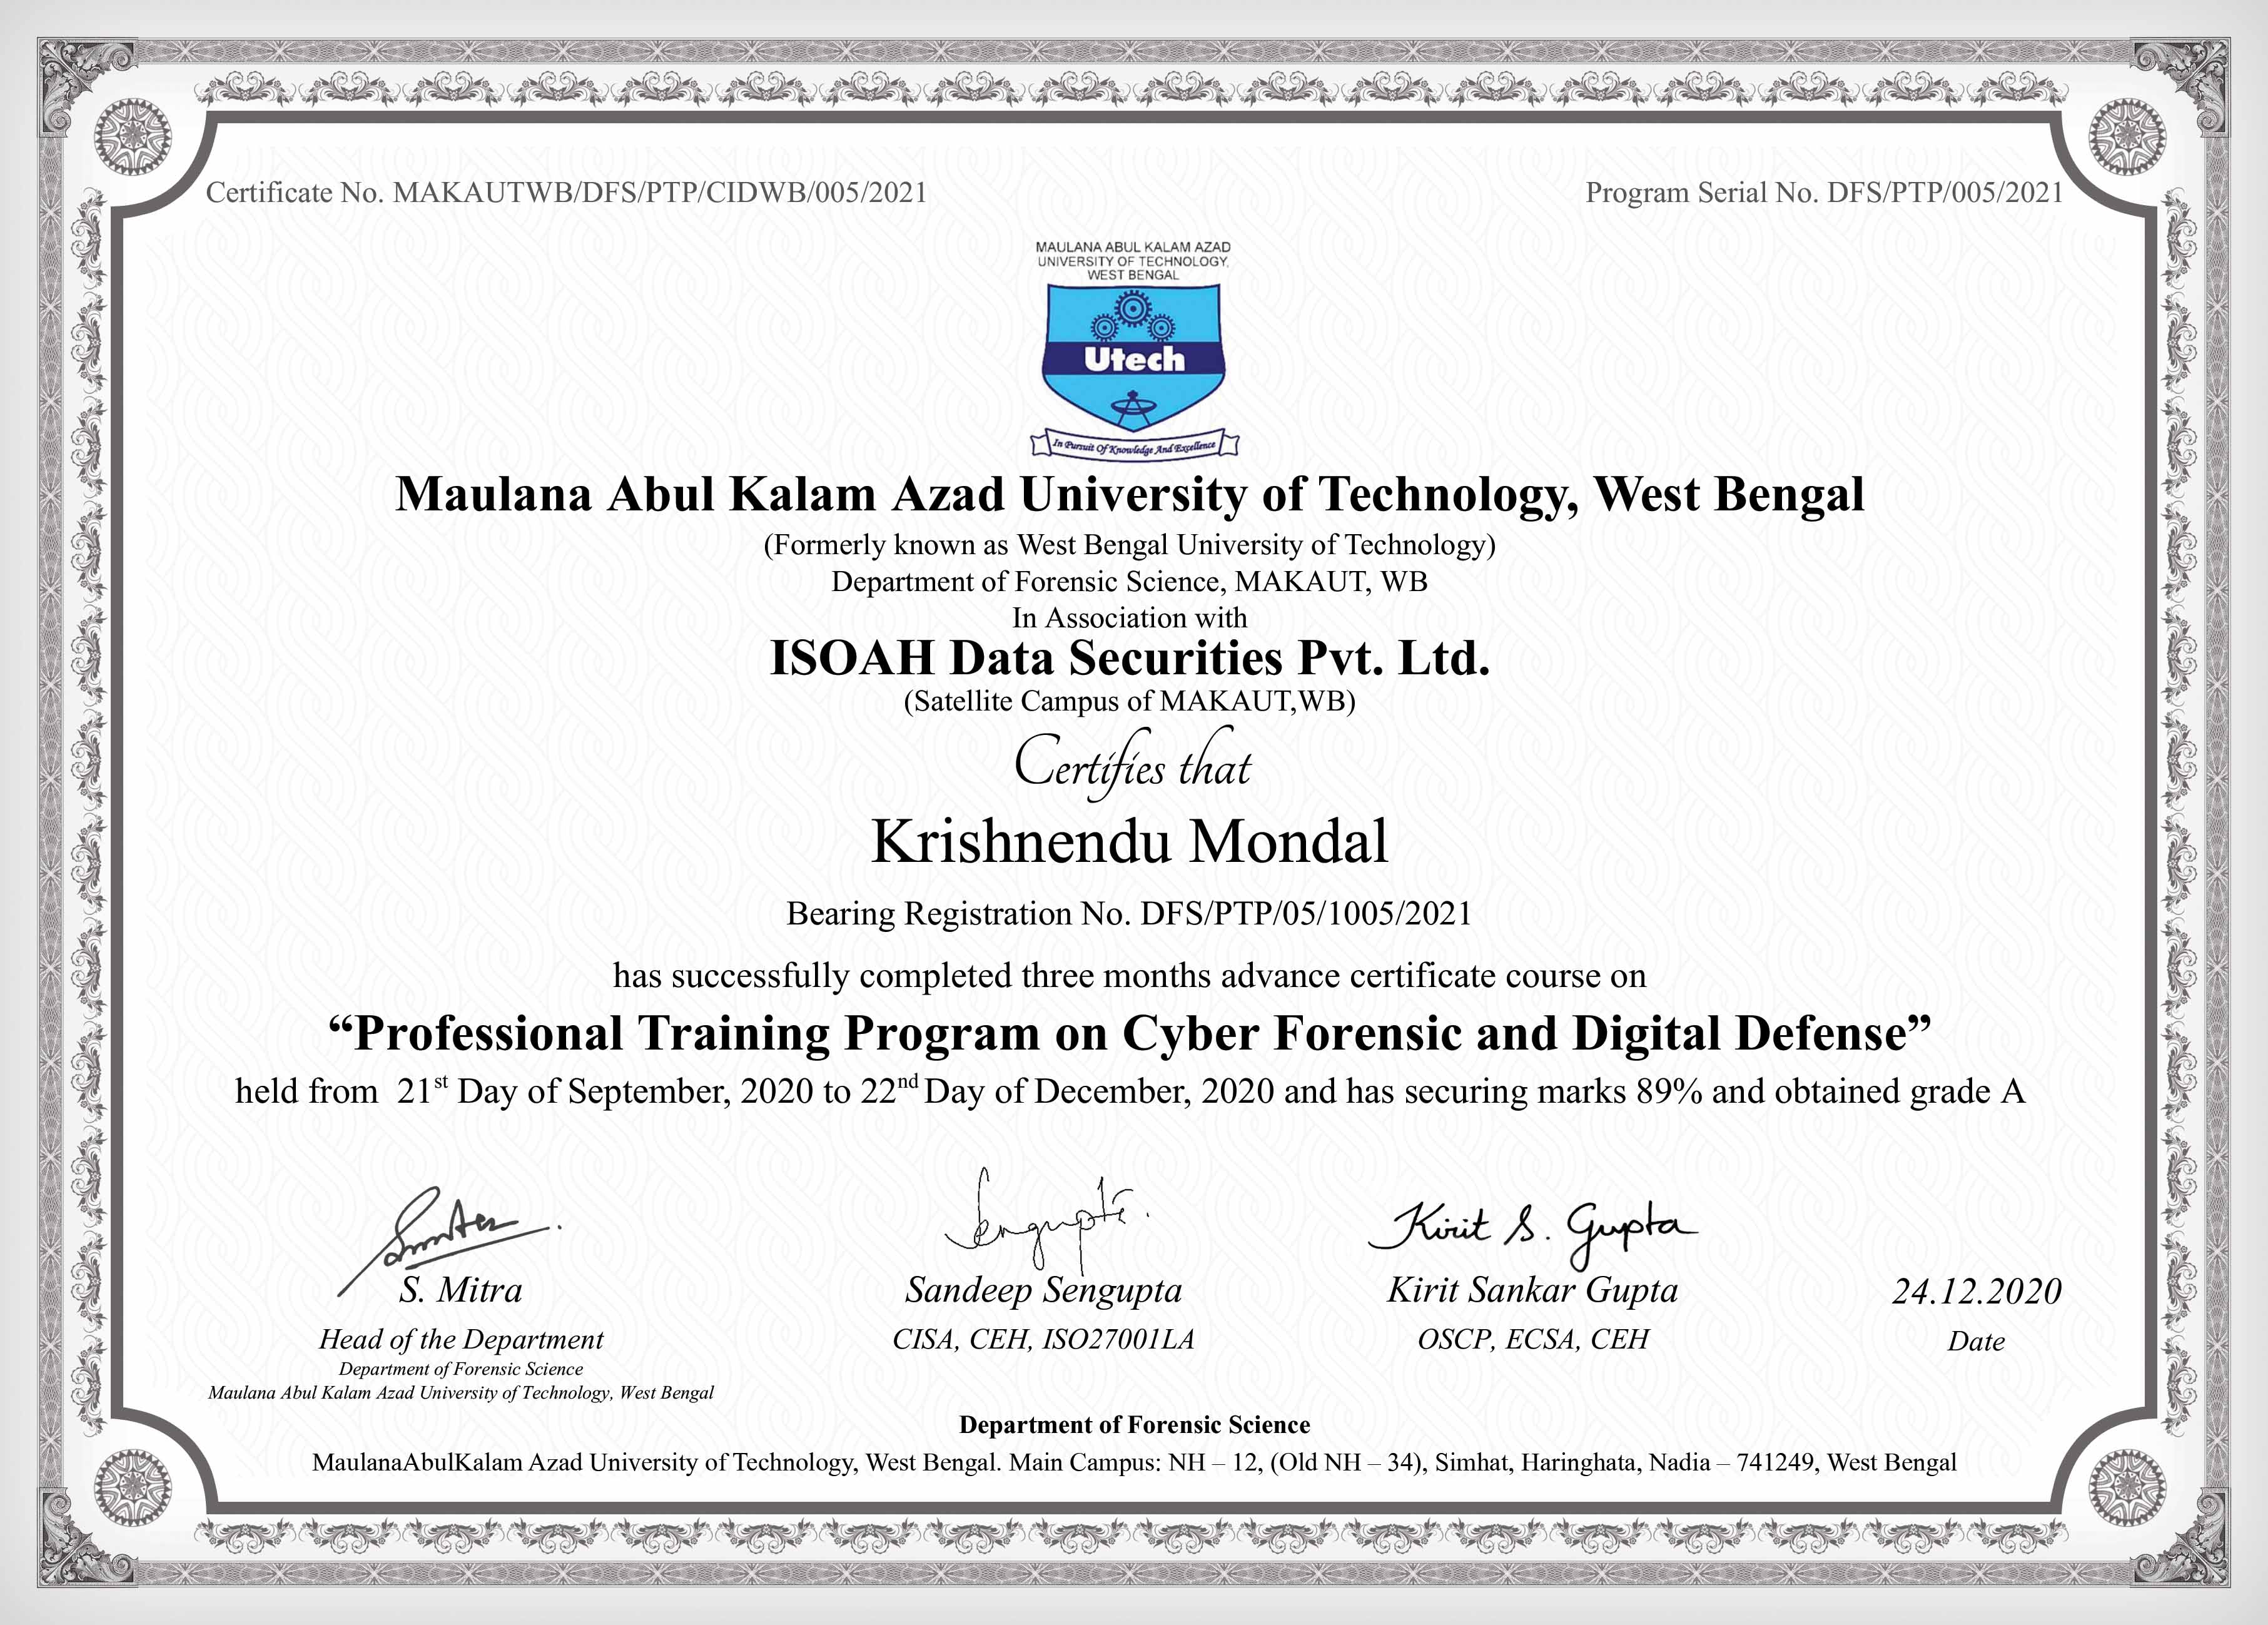 Certificate No. MAKAUTWB/DFS/PTP/CIDWB/005/2021
Program Serial No. DFS/PTP/005/2021
MAULANA ABUL KALAM AZAD
UNIVERSITY OF TECHNOLOGY,
WEST BENGAL
Utech
In Pursuit Of Knowledge And Excellence
Maulana Abul Kalam Azad University of Technology, West Bengal
(Formerly known as West Bengal University of Technology)
Department of Forensic Science, MAKAUT, WB
In Association with
ISOAH Data Securities Pvt. Ltd.
(Satellite Campus of MAKAUT,WB)
Certifies that
Krishnendu Mondal
Bearing Registration No. DFS/PTP/05/1005/2021
has successfully completed three months advance certificate course on
“Professional Training Program on Cyber Forensic and Digital Defense”
held from 21st Day of September, 2020 to 22nd Day of December, 2020 and has securing marks 89% and obtained grade A
Sengupta.
Kirit S. Gupta
S. Mitra
Sandeep Sengupta
Kirit Sankar Gupta
24.12.2020
Head of the Department
CISA, CEH, ISO27001LA
OSCP, ECSA, CEH
Date
Department of Forensic Science
Maulana Abul Kalam Azad University of Technology, West Bengal
Department of Forensic Science
MaulanaAbulKalam Azad University of Technology, West Bengal. Main Campus: NH – 12, (Old NH – 34), Simhat, Haringhata, Nadia – 741249, West Bengal